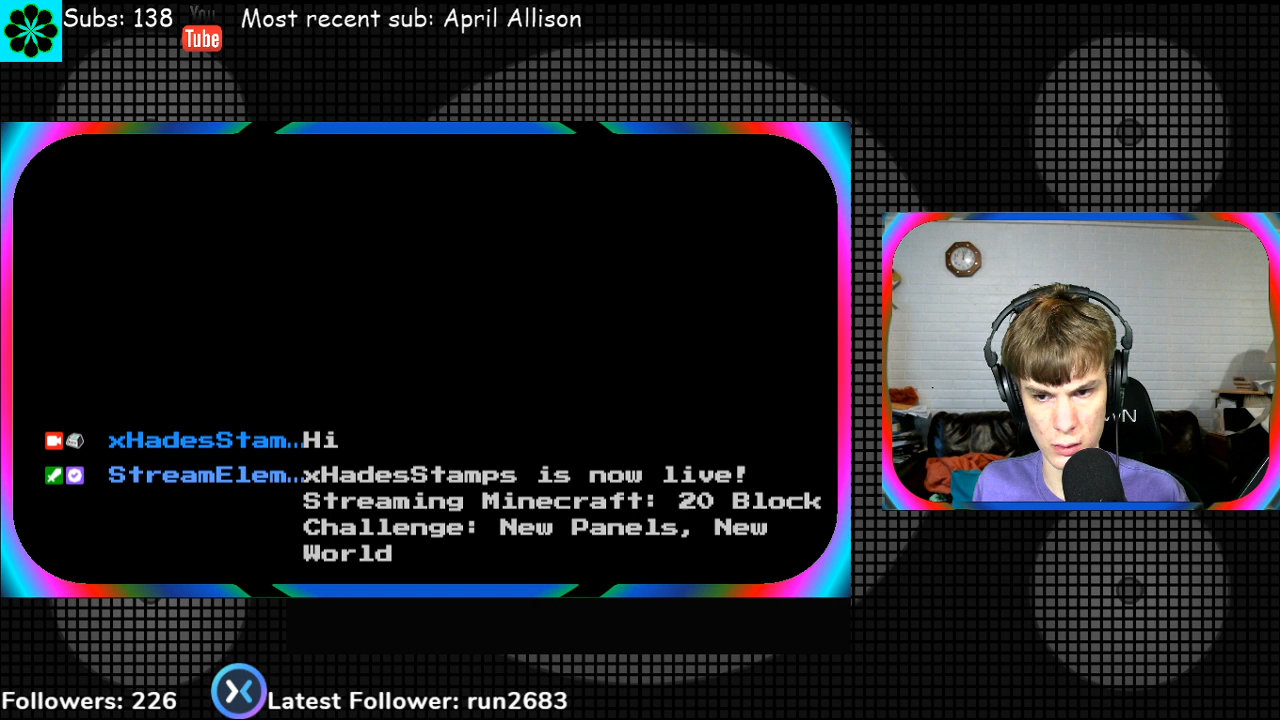 Subs: 138
You
Tube
Most recent sub: April Allison
xHadesStam...Hi
StreamElem...xHadesStamps is now live!
Streaming Minecraft: 20 Block
Challenge: New Panels, New
World
Followers: 226
Latest Follower: run2683